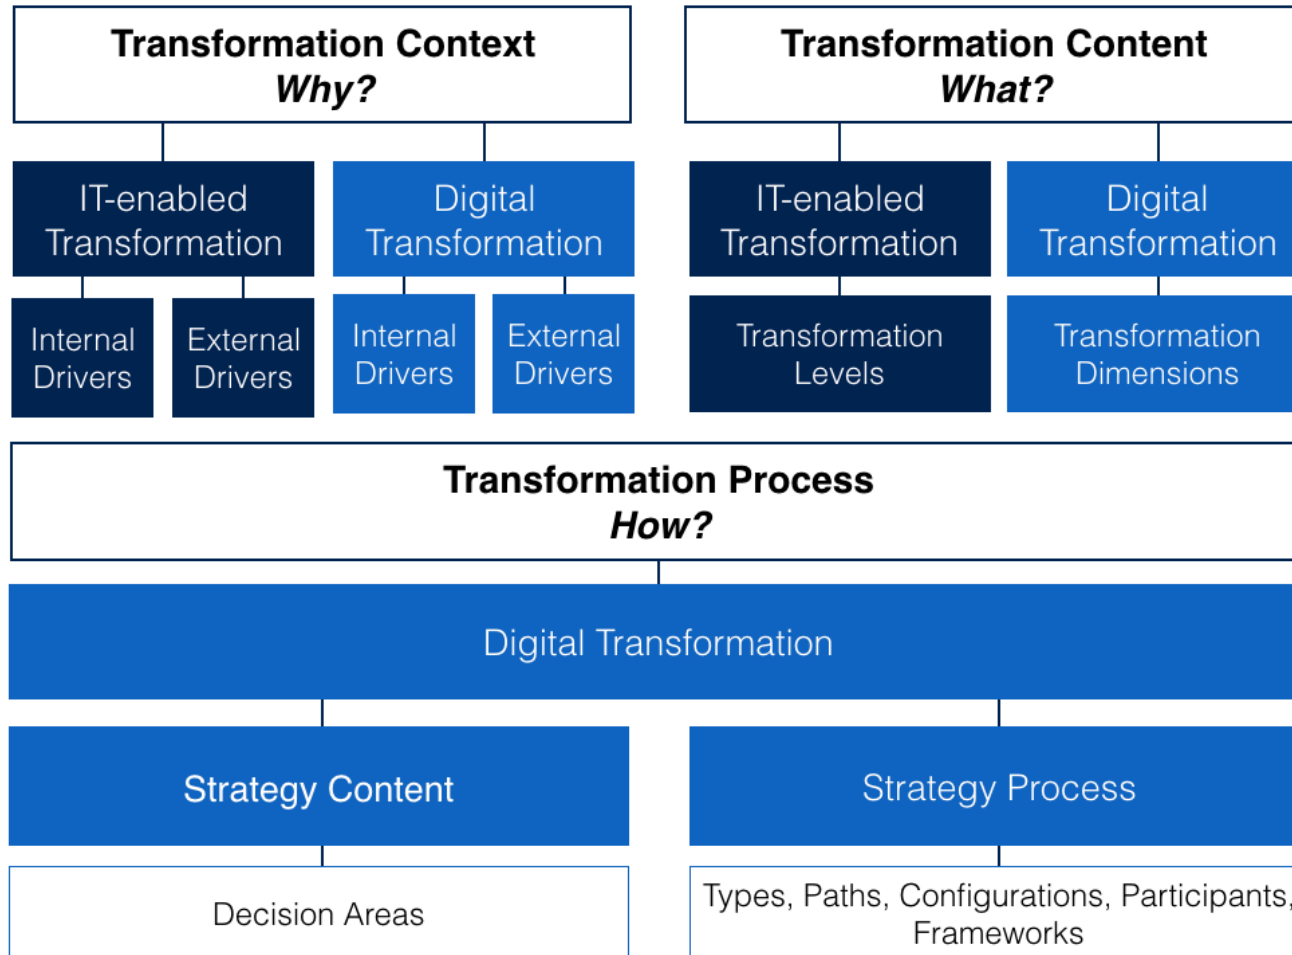 Transformation Context
Why?
Transformation Content
What?
IT-enabled
Transformation
Digital
Transformation
IT-enabled
Transformation
Digital
Transformation
Internal
Drivers
External
Drivers
Internal
Drivers
External
Drivers
Transformation
Levels
Transformation
Dimensions
Transformation Process
How?
Digital Transformation
Strategy Content
Strategy Process
Decision Areas
Types, Paths, Configurations, Participants,
Frameworks